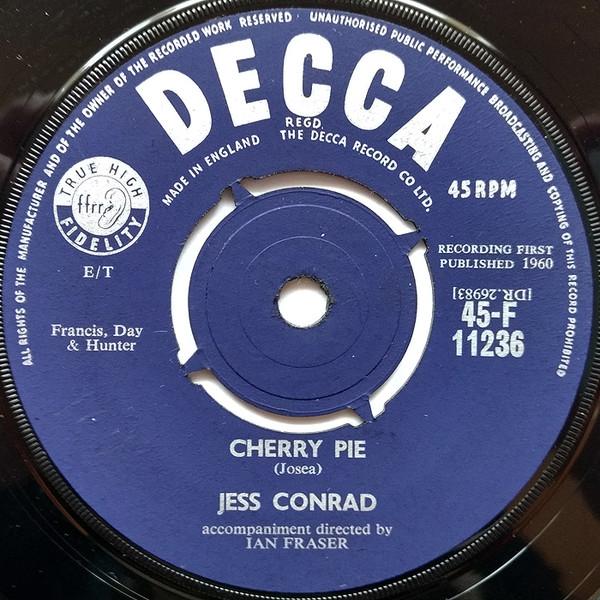 ALL RIGHTS OF THE MANUFACTURER AND OF THE OWNER OF THE RECORDED WORK RESERVED · UNAUTHORISED PUBLIC PERFORMANCE BROADCASTING AND COPYING OF THIS RECORD PROHIBITED
DECCA
REGD
MADE IN ENGLAND THE DECCA RECORD CO LTD.
TRUE HIGH
ffrr
FIDELITY
E/T
45 RPM
RECORDING FIRST
PUBLISHED 1960
[DR.26983]
45-F
11236
Francis, Day
& Hunter
CHERRY PIE
(Josea)
JESS CONRAD
accompaniment directed by
IAN FRASER